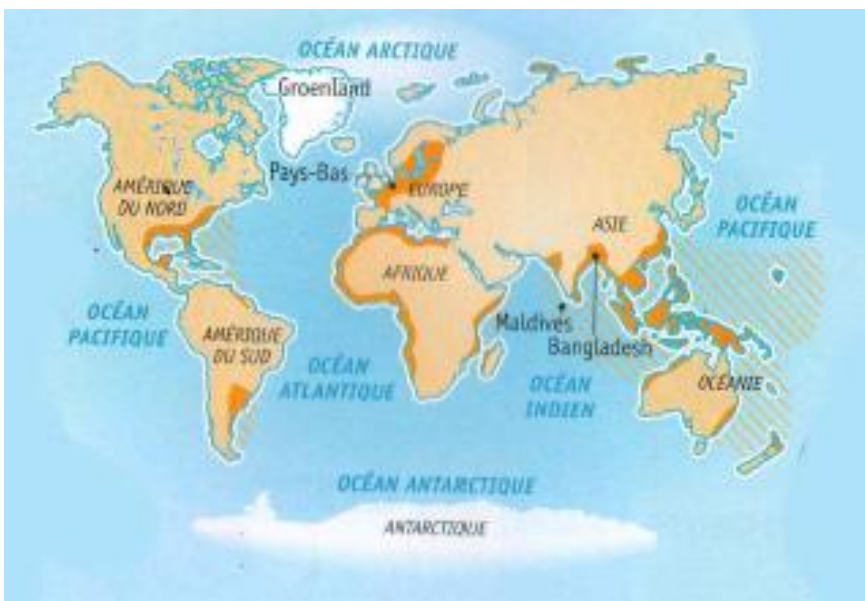 OCÉAN ARCTIQUE
Groenland
Pays-Bas
EUROPE
AMÉRIQUE
DU NORD
ASIE
OCÉAN
PACIFIQUE
AFRIQUE
OCÉAN
PACIFIQUE
AMÉRIQUE
DU SUD
Maldives
Bangladesh
OCÉAN
ATLANTIQUE
OCÉAN
INDIEN
OCÉANIE
OCÉAN ANTARCTIQUE
ANTARCTIQUE